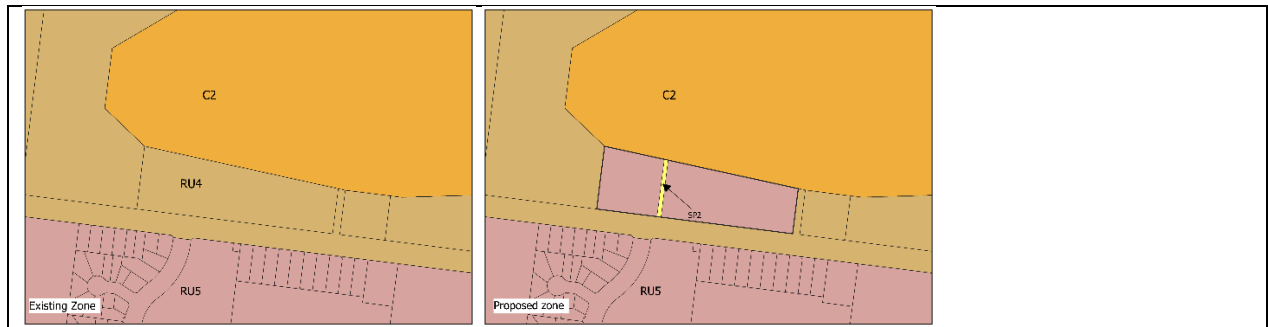 C2
RU4
RU5
Existing Zone
C2
SP2
RU5
Proposed zone